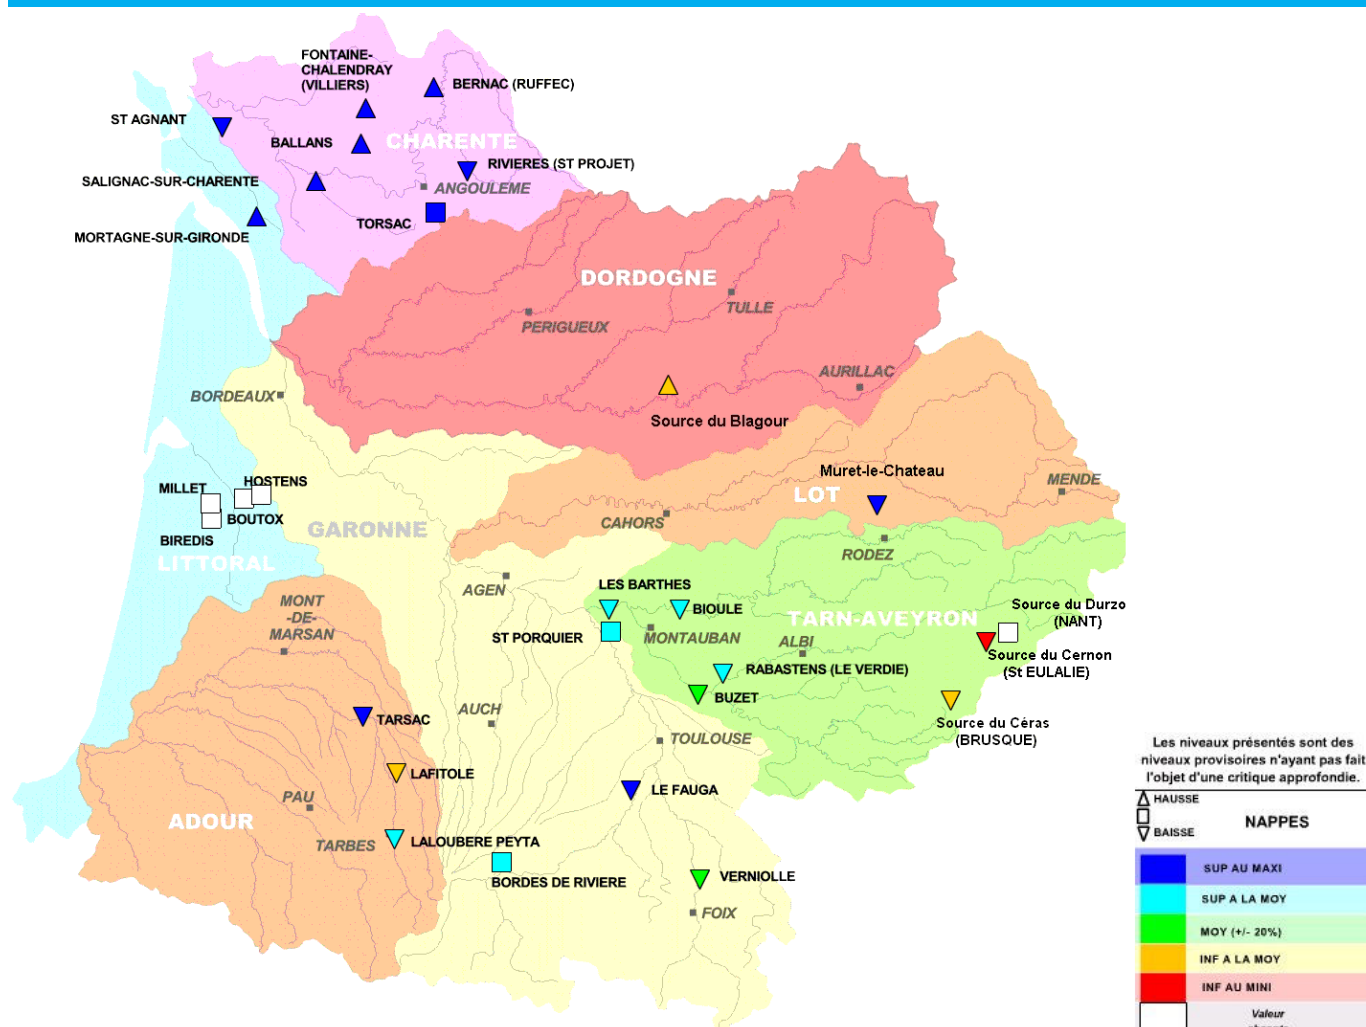 FONTAINE-
CHALENDRAY
(VILLIERS)
BERNAC (RUFFEC)
ST AGNANT
BALLANS
CHARENTE
RIVIERES (ST PROJET)
SALIGNAC-SUR-CHARENTE
ANGOULEME
TORSAC
MORTAGNE-SUR-GIRONDE
DORDOGNE
TULLE
PERIGUEUX
AURILLAC
BORDEAUX
Source du Blagour
Muret-le-Chateau
MENDE
MILLET
HOSTENS
LOT
BOUTOX
CAHORS
GARONNE
BIREDIS
RODEZ
LITTORAL
AGEN
LES BARTHES
BIOULE
MONT
-DE-
MARSAN
TARN-AVEYRON
Source du Durzo
(NANT)
ST PORQUIER
MONTAUBAN
ALBI
Source du Cernon
(St EULALIE)
RABASTENS (LE VERDIE)
BUZET
AUCH
TARSAC
Source du Céras
(BRUSQUE)
TOULOUSE
LAFITOLE
LE FAUGA
PAU
ADOUR
TARBES
LALOUBERE PEYTA
BORDES DE RIVIERE
VERNIOLLE
FOIX
Les niveaux présentés sont des
niveaux provisoires n'ayant pas fait
l'objet d'une critique approfondie.
HAUSSE
NAPPES
BAISSE
SUP AU MAXI
SUP A LA MOY
MOY (+/- 20%)
INF A LA MOY
INF AU MINI
Valeur